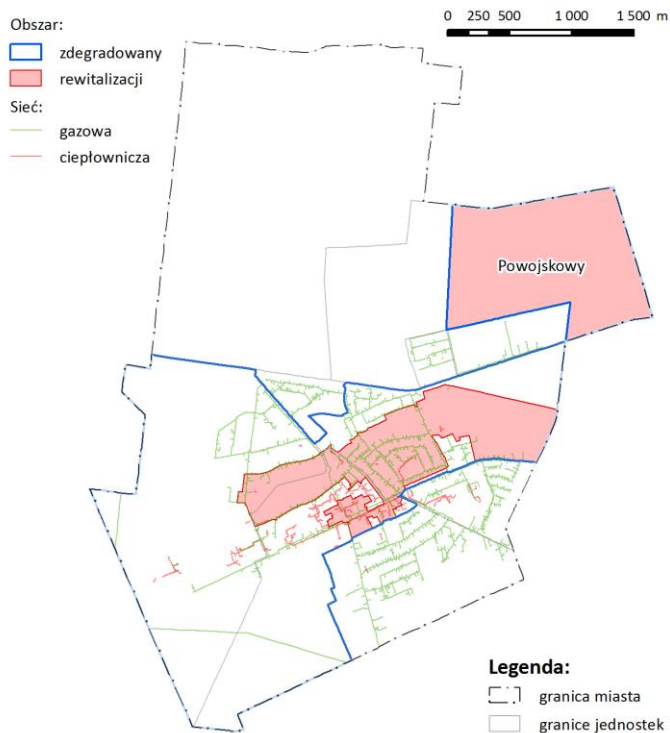 Obszar:
zdegradowany
rewitalizacji
Sieć:
gazowa
ciepłownicza
0 250 500 1 000 1 500 m
Powojskowy
Legenda:
granica miasta
granice jednostek